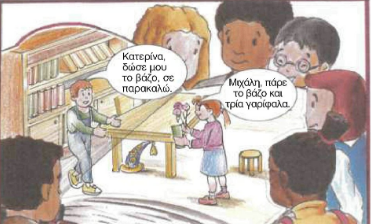 Κατερίνα,
δώσε μου
το βάζο, σε
παρακαλώ.
Μιχάλη, πάρε
το βάζο και
τρία γαρίφαλα.